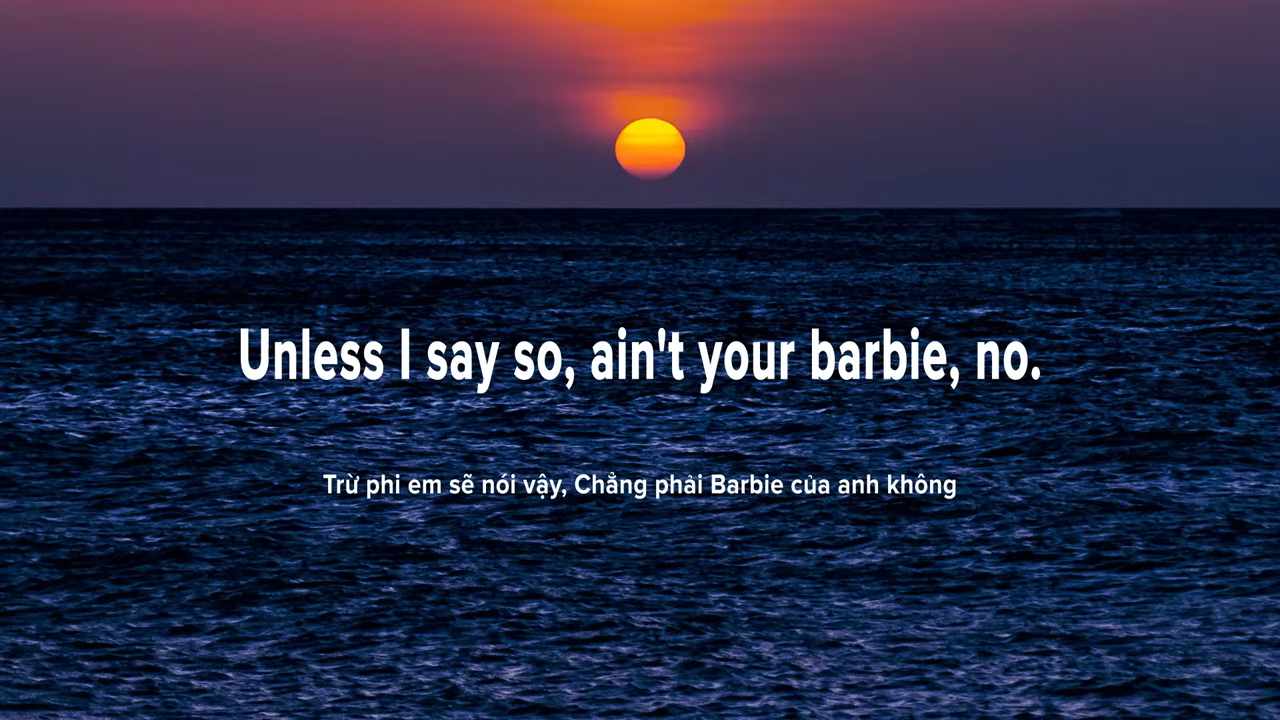 Unless I say so, ain't your barbie, no.
Trừ phi em sẽ nói vậy, Chẳng phải Barbie của anh không